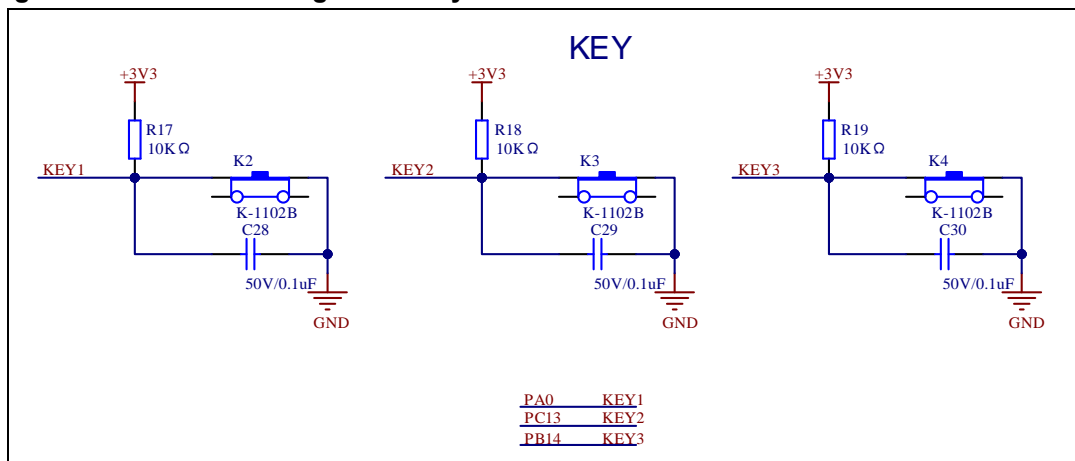 KEY
+3V3 +3V3 +3V3
R17 R18 R19
10KΩ 10KΩ 10KΩ
KEY1 K2 KEY2 K3 KEY3 K4
K-1102B K-1102B K-1102B
C28 C29 C30
50V/0.1uF 50V/0.1uF 50V/0.1uF
GND GND GND
PA0 KEY1
PC13 KEY2
PB14 KEY3